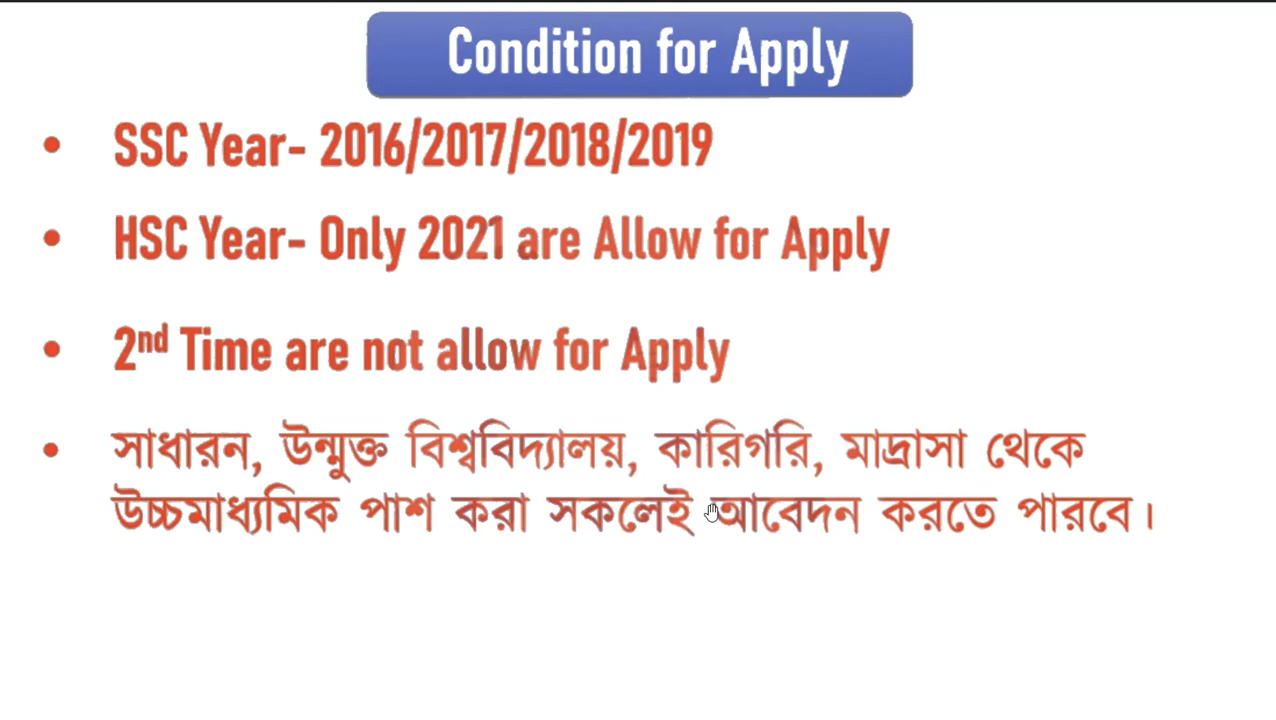 Condition for Apply
• SSC Year- 2016/2017/2018/2019
• HSC Year- Only 2021 are Allow for Apply
• 2nd Time are not allow for Apply
• সাধারন, উন্মুক্ত বিশ্ববিদ্যালয়, কারিগরি, মাদ্রাসা থেকে
উচ্চমাধ্যমিক পাশ করা সকলেই আবেদন করতে পারবে।